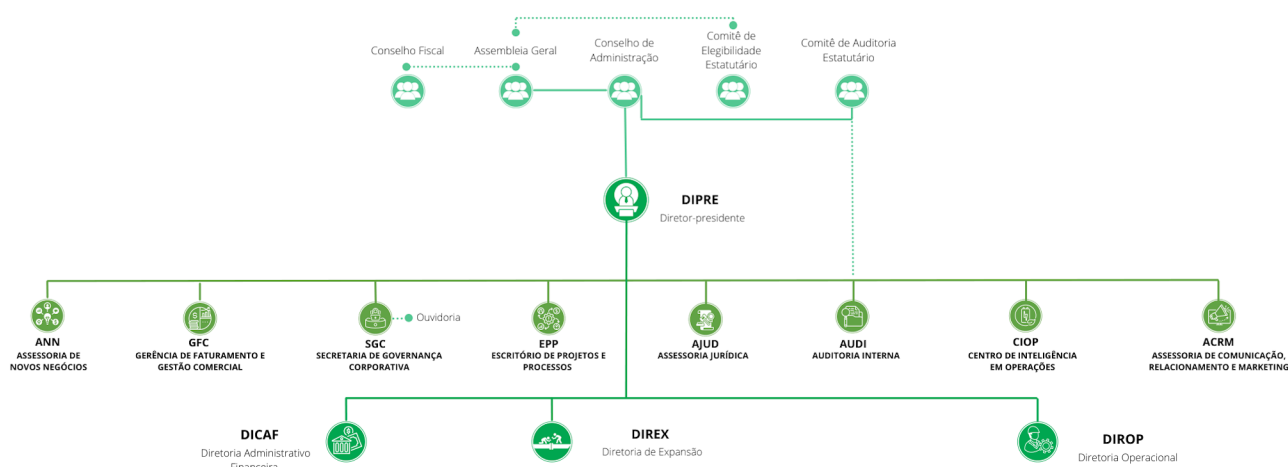 Conselho Fiscal
Assembleia Geral
Conselho de
Administração
Comitê de
Elegibilidade
Estatutário
Comitê de Auditoria
Estatutário
DIPRE
Diretor-presidente
ANN
ASSESSORIA DE
NOVOS NEGÓCIOS
GFC
GERÊNCIA DE FATURAMENTO E
GESTÃO COMERCIAL
SGC
SECRETARIA DE GOVERNANÇA
CORPORATIVA
Ouvidoria
EPP
ESCRITÓRIO DE PROJETOS E
PROCESSOS
AJUD
ASSESSORIA JURÍDICA
AUDI
AUDITORIA INTERNA
CIOP
CENTRO DE INTELIGÊNCIA
EM OPERAÇÕES
ACRM
ASSESSORIA DE COMUNICAÇÃO,
RELACIONAMENTO E MARKETING
DICAF
Diretoria Administrativo
Financeira
DIREX
Diretoria de Expansão
DIROP
Diretoria Operacional